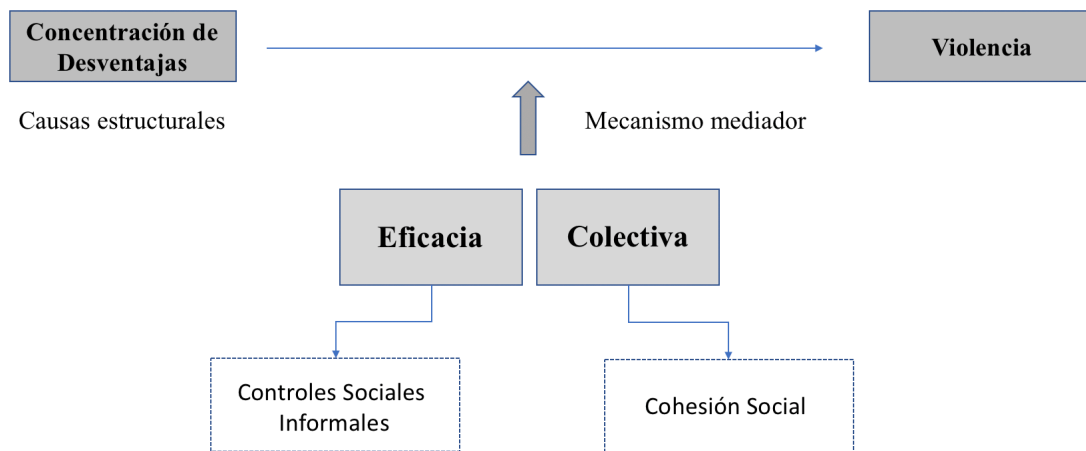 Concentración de
Desventajas
Violencia
Causas estructurales
Mecanismo mediador
Eficacia
Colectiva
Controles Sociales
Informales
Cohesión Social